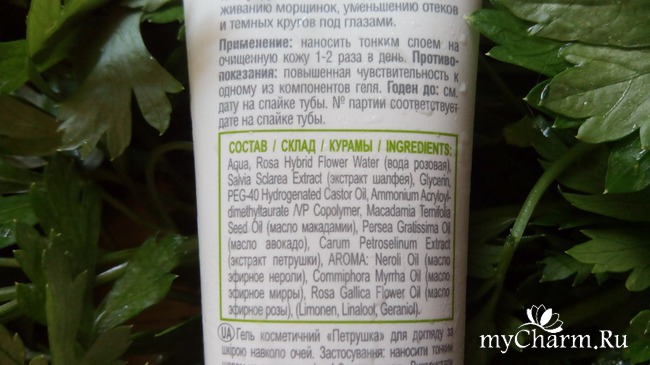 живанию морщинок, уменьшению отеков
и темных кругов под глазами.
Применение: наносить тонким слоем на
очищенную кожу 1-2 раза в день. Противо-
показания: повышенная чувствительность к
одному из компонентов геля. Годен до: см.
дату на спайке тубы. № партии соответствует
дате на спайке тубы.
СОСТАВ / СКЛАД / КУРАМЫ / INGREDIENTS:
Aqua, Rosa Hybrid Flower Water (вода розовая),
Salvia Sclarea Extract (экстракт шалфея), Glycerin,
PEG-40 Hydrogenated Castor Oil, Ammonium Acryloyl-
dimethyltaurate /VP Copolymer, Macadamia Ternifolia
Seed Oil (масло макадамии), Persea Gratissima Oil
(масло авокадо), Carum Petroselinum Extract
(экстракт петрушки), AROMA: Neroli Oil (масло
эфирное нероли), Commiphora Myrrha Oil (масло
эфирное мирры), Rosa Gallica Flower Oil (масло
эфирное розы), (Limonen, Linaloof, Geraniol).
UA Гель косметичний «Петрушка» для догляду за
шкірою навколо очей. Застосування: наносити тонким
myCharm.Ru